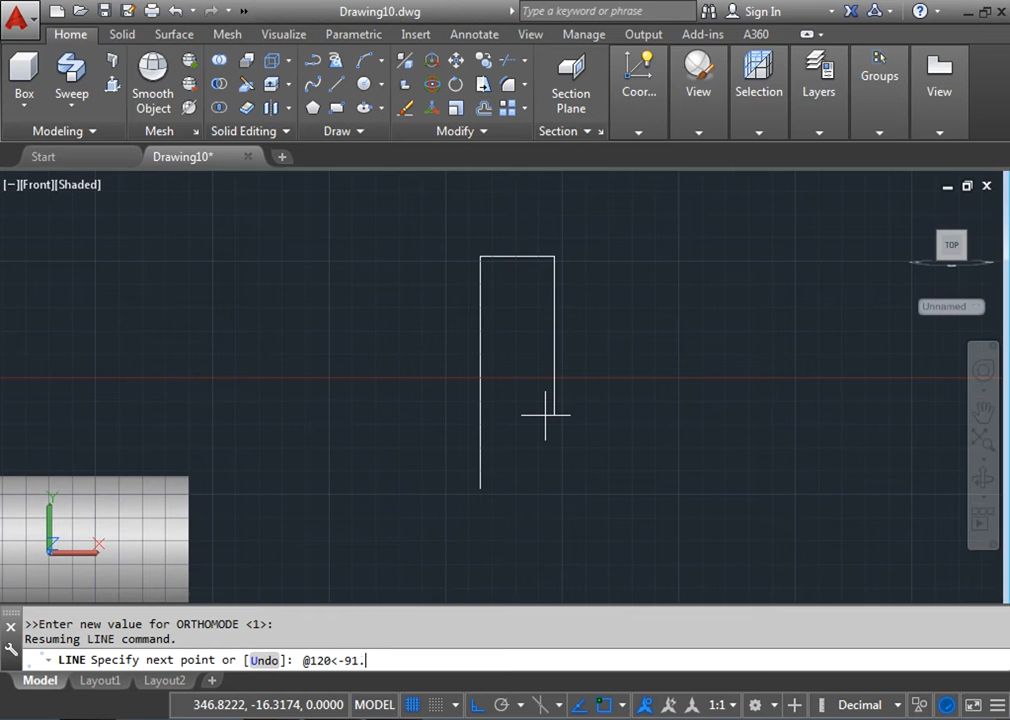 Drawing10.dwg
Type a keyword or phrase
Sign In
Home Solid Surface Mesh Visualize Parametric Insert Annotate View Manage Output Add-ins A360
Box Sweep Smooth Object Section Plane Coor... View Selection Layers Groups View
Modeling Mesh Solid Editing Draw Modify Section
Start Drawing10*
[−][Front][Shaded]
TOP
Unnamed
Y
X
Z
>>Enter new value for ORTHOMODE <1>:
Resuming LINE command.
LINE Specify next point or [Undo]: @120<-91.
Model Layout1 Layout2
346.8222, -16.3174, 0.0000 MODEL 1:1 Decimal